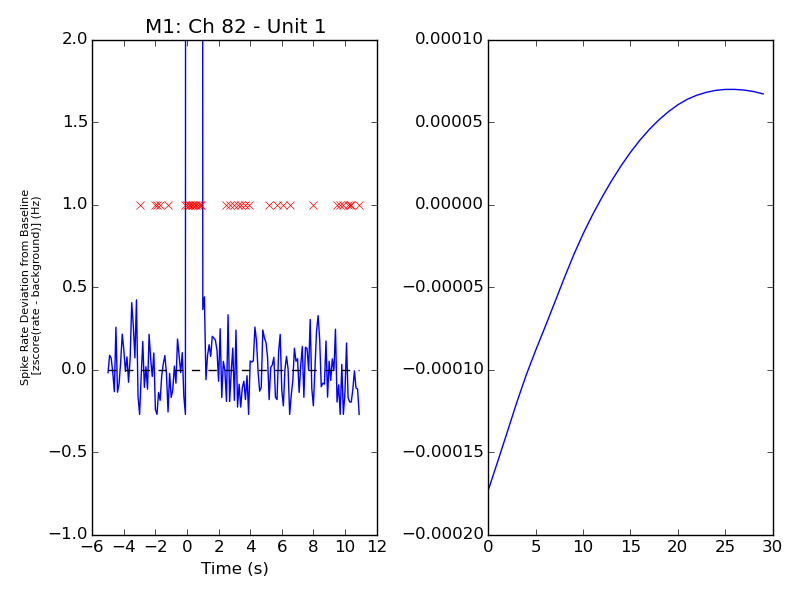 M1: Ch 82 - Unit 1
2.0
1.5
1.0
0.5
0.0
−0.5
−1.0
Spike Rate Deviation from Baseline
[zscore(rate - background)] (Hz)
−6 −4 −2 0 2 4 6 8 10 12
Time (s)
0.00010
0.00005
0.00000
−0.00005
−0.00010
−0.00015
−0.00020
0 5 10 15 20 25 30